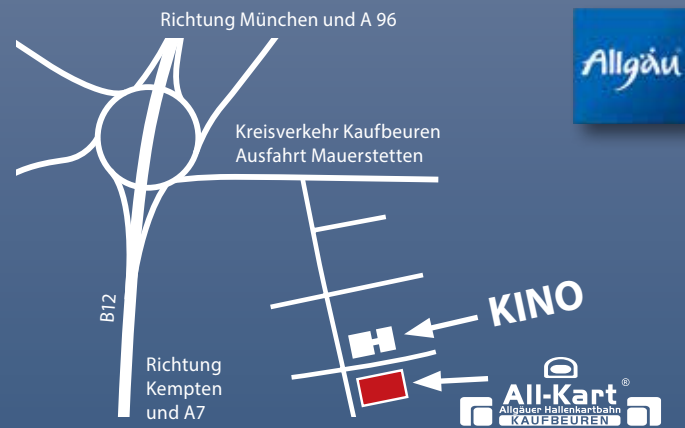 Richtung München und A 96
Allgäu
Kreisverkehr Kaufbeuren
Ausfahrt Mauerstetten
B12
KINO
Richtung
Kempten
und A7
All-Kart®
Allgäuer Hallenkartbahn
KAUFBEUREN